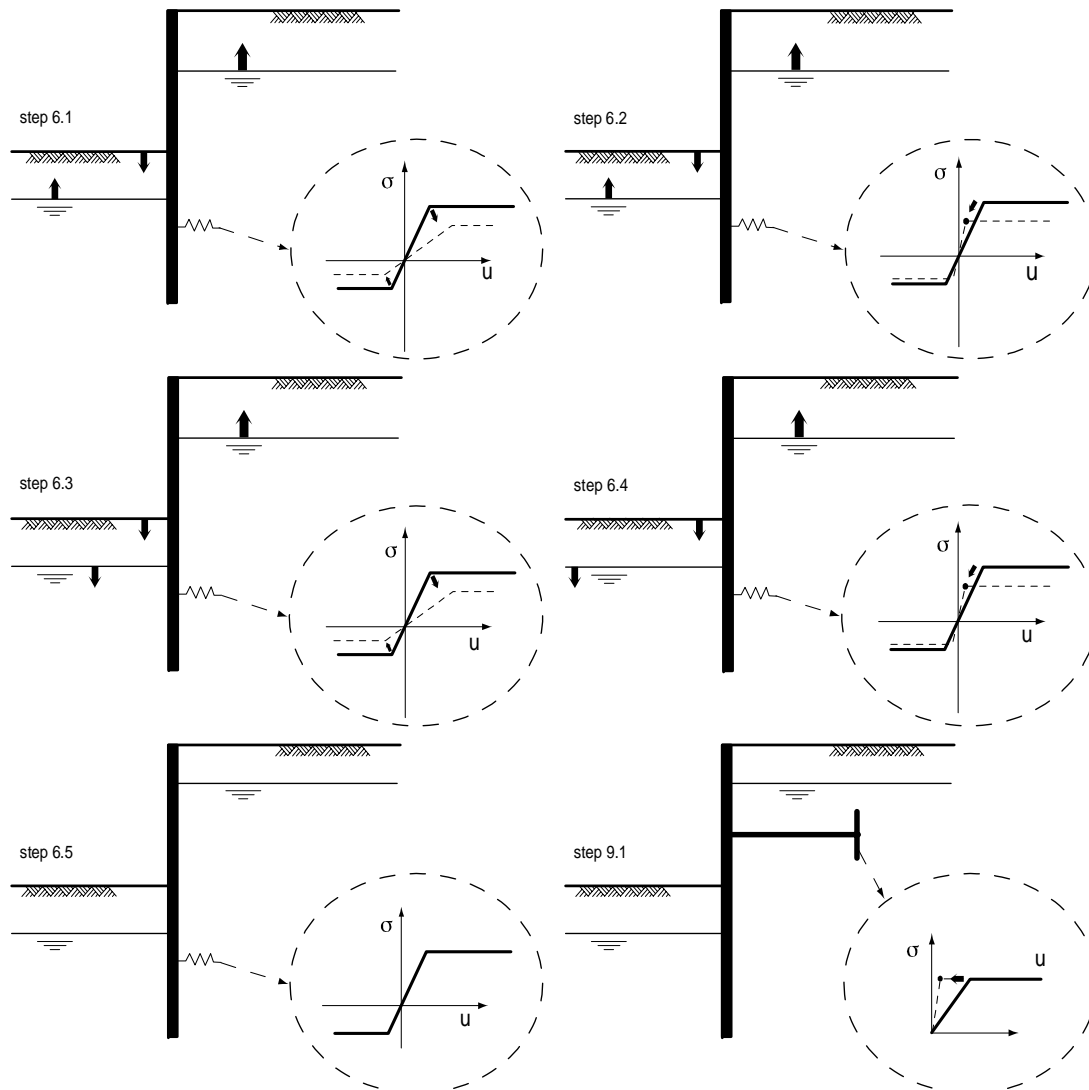 step 6.1
σ
u
step 6.2
σ
u
step 6.3
σ
u
step 6.4
σ
u
step 6.5
σ
u
step 9.1
σ
u